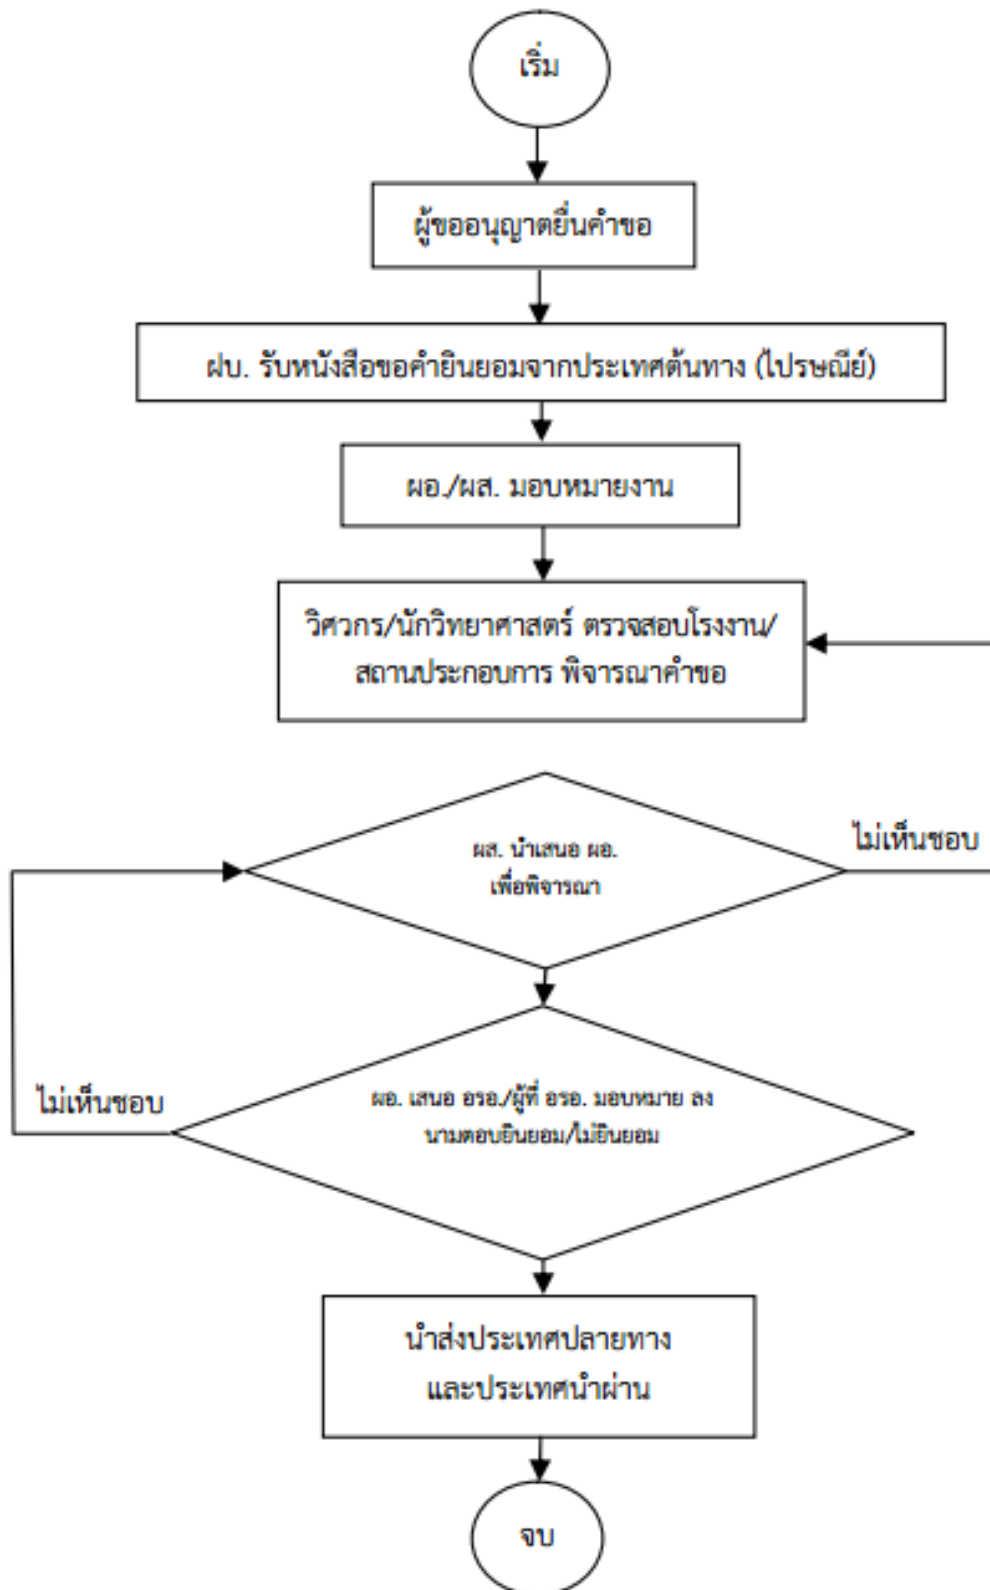 เริ่ม
ผู้ขออนุญาตยื่นคำขอ
ฝบ. รับหนังสือขอคำยินยอมจากประเทศต้นทาง (ไปรษณีย์)
ผอ./ผส. มอบหมายงาน
วิศวกร/นักวิทยาศาสตร์ ตรวจสอบโรงงาน/
สถานประกอบการ พิจารณาคำขอ
ผส. นำเสนอ ผอ.
เพื่อพิจารณา
ไม่เห็นชอบ
ผอ. เสนอ อรอ./ผู้ที่ อรอ. มอบหมาย ลง
นามตอบยินยอม/ไม่ยินยอม
ไม่เห็นชอบ
นำส่งประเทศปลายทาง
และประเทศนำผ่าน
จบ